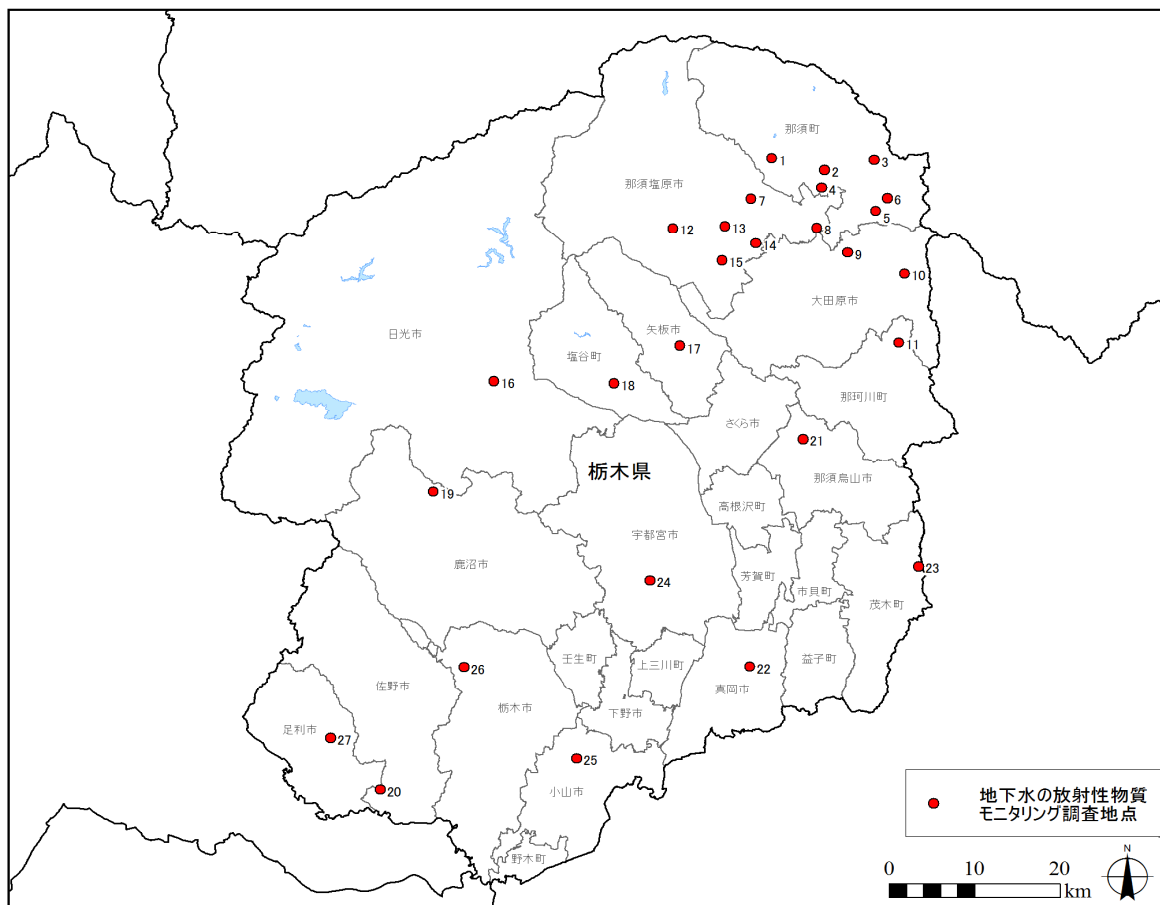 那須町
1
3
2
4
那須塩原市
7
6
5
12
13
8
14
9
15
10
大田原市
日光市
矢板市
17
11
塩谷町
16
18
那珂川町
さくら市
21
栃木県
那須烏山市
19
高根沢町
宇都宮市
鹿沼市
芳賀町
23
24
市貝町
茂木町
壬生町
上三川町
益子町
26
22
佐野市
真岡市
栃木市
下野市
足利市
27
25
20
小山市
野木町
地下水の放射性物質
モニタリング調査地点
N
0 10 20
km